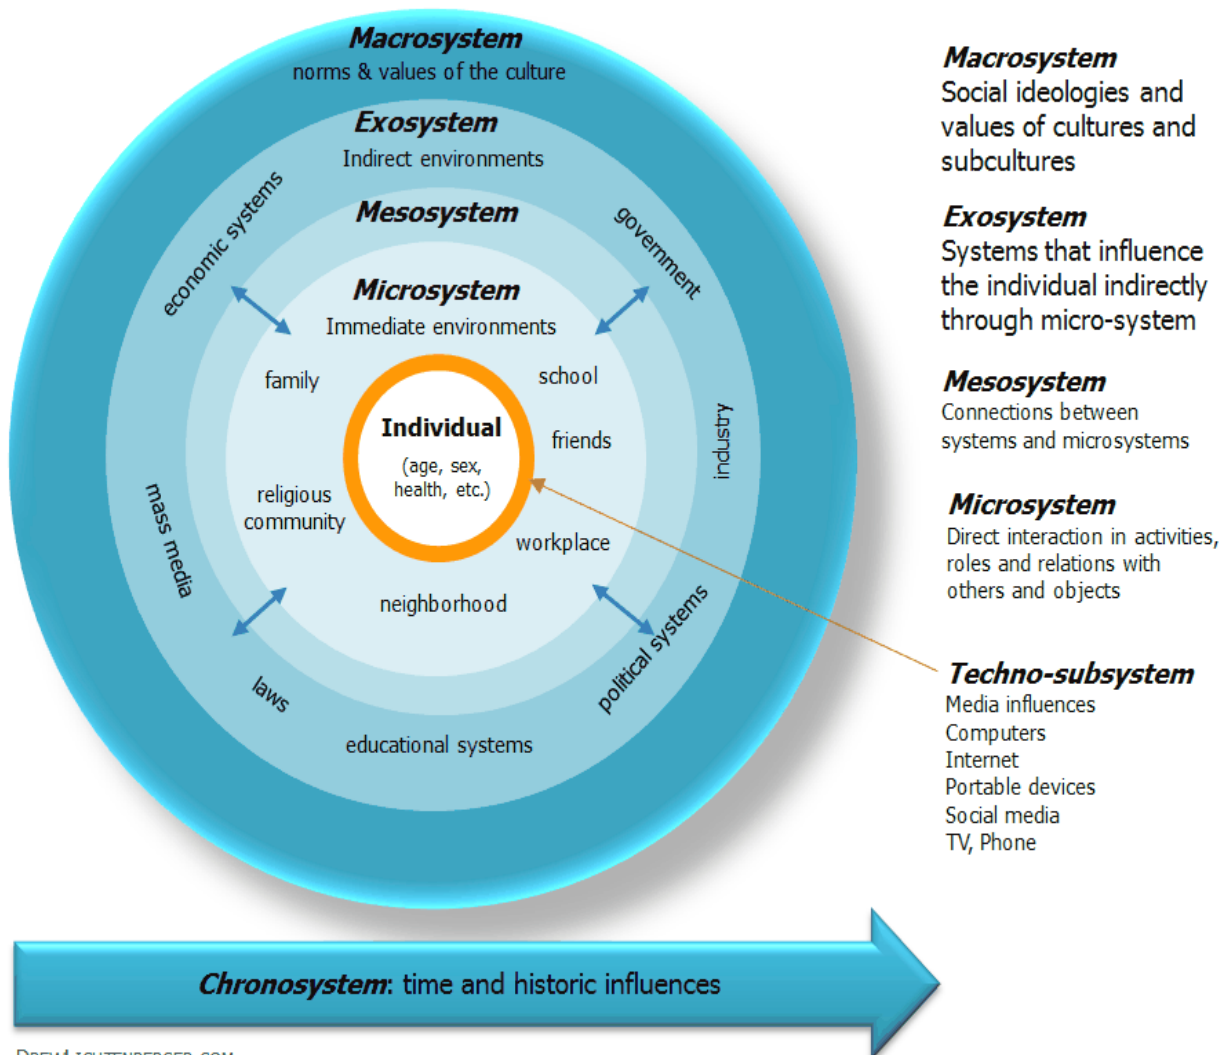 Macrosystem
norms & values of the culture
Exosystem
Indirect environments
Mesosystem
Microsystem
Immediate environments
economic systems
government
family
school
Individual
(age, sex,
health, etc.)
friends
industry
religious
community
mass media
workplace
neighborhood
political systems
laws
educational systems
Macrosystem
Social ideologies and
values of cultures and
subcultures
Exosystem
Systems that influence
the individual indirectly
through micro-system
Mesosystem
Connections between
systems and microsystems
Microsystem
Direct interaction in activities,
roles and relations with
others and objects
Techno-subsystem
Media influences
Computers
Internet
Portable devices
Social media
TV, Phone
Chronosystem: time and historic influences